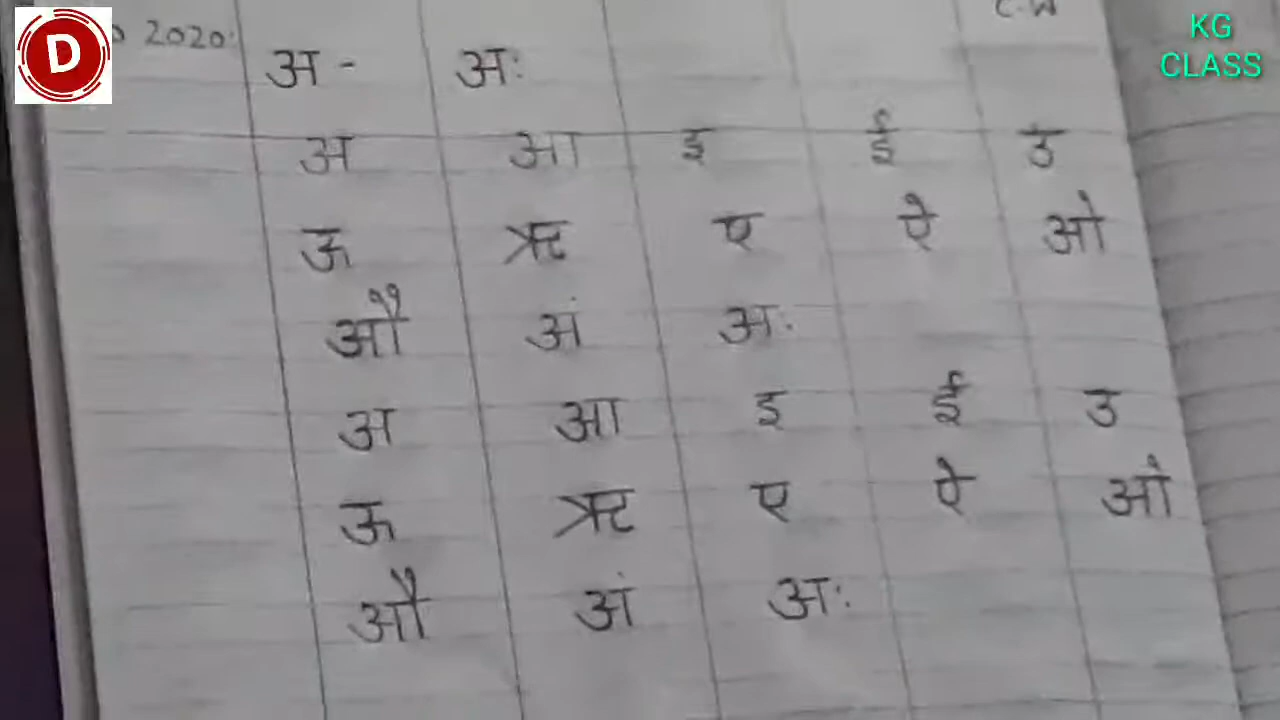 D
2020
C.W
KG
CLASS
अ - अः
अ आ इ ई उ
ऊ ऋ ए ऐ ओ
औ अं अः
अ आ इ ई उ
ऊ ऋ ए ऐ ओ
औ अं अः